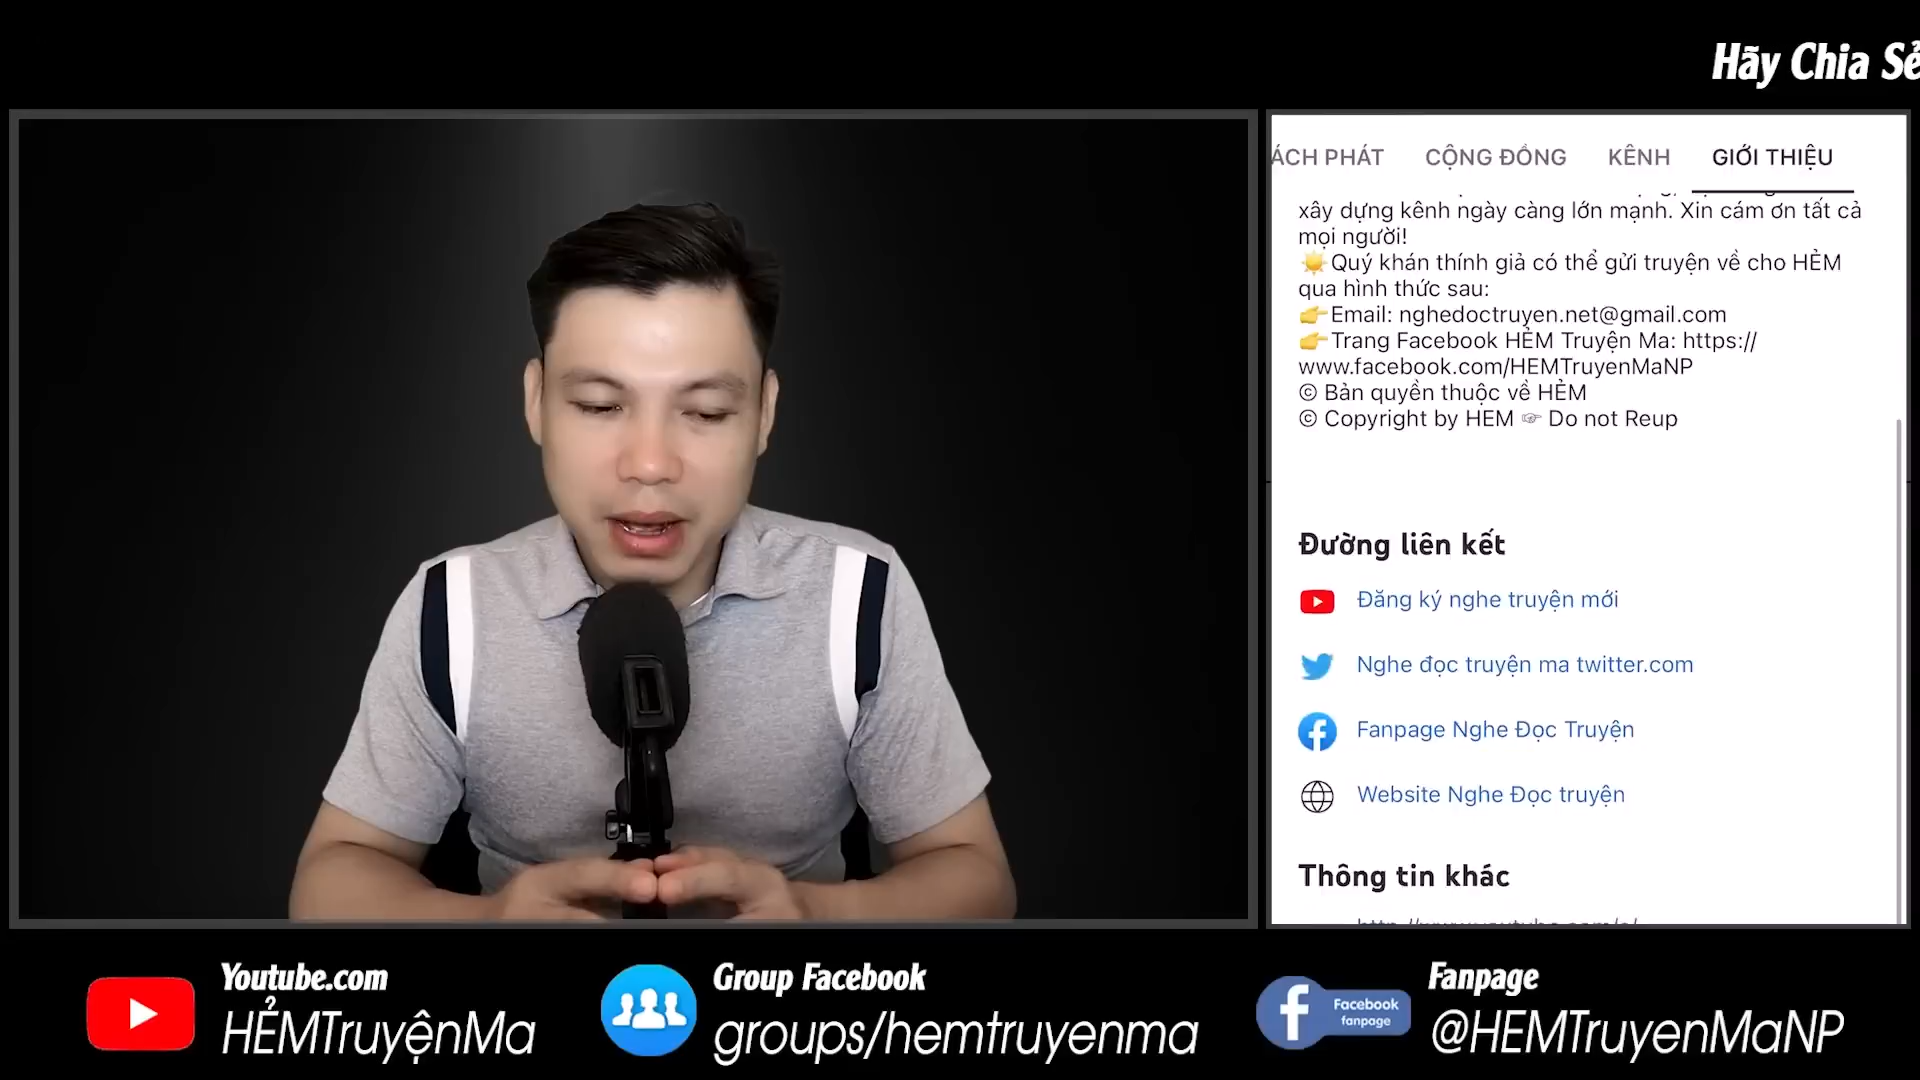 Hãy Chia Sẻ
ÁCH PHÁT CỘNG ĐỒNG KÊNH GIỚI THIỆU
xây dựng kênh ngày càng lớn mạnh. Xin cám ơn tất cả
mọi người!
☀️Quý khán thính giả có thể gửi truyện về cho HẺM
qua hình thức sau:
👉Email: nghedoctruyen.net@gmail.com
👉Trang Facebook HẺM Truyện Ma: https://
www.facebook.com/HEMTruyenMaNP
© Bản quyền thuộc về HẺM
© Copyright by HEM ☞ Do not Reup
Đường liên kết
Đăng ký nghe truyện mới
Nghe đọc truyện ma twitter.com
Fanpage Nghe Đọc Truyện
Website Nghe Đọc truyện
Thông tin khác
Youtube.com
HẺMTruyệnMa
Group Facebook
groups/hemtruyenma
Facebook
fanpage
Fanpage
@HEMTruyenMaNP